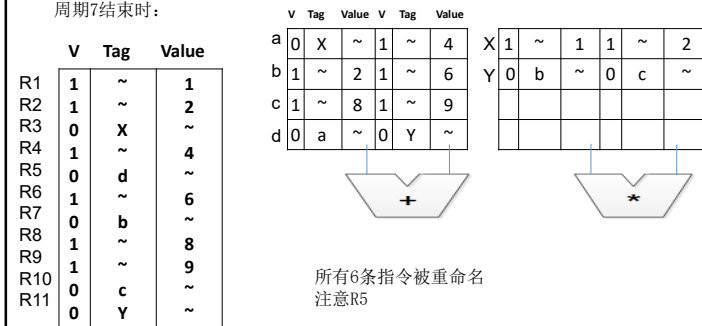 周期7结束时：
V Tag Value V Tag Value
a 0 X ~ 1 ~ 4
b 1 ~ 2 1 ~ 6
c 1 ~ 8 1 ~ 9
d 0 a ~ 0 Y ~
X 1 ~ 1 1 ~ 2
Y 0 b ~ 0 c ~
V Tag Value
R1 1 ~ 1
R2 1 ~ 2
R3 0 X ~
R4 1 ~ 4
R5 0 d ~
R6 1 ~ 6
R7 0 b ~
R8 1 ~ 8
R9 1 ~ 9
R10 0 c ~
R11 0 Y ~
+
*
所有6条指令被重命名
注意R5